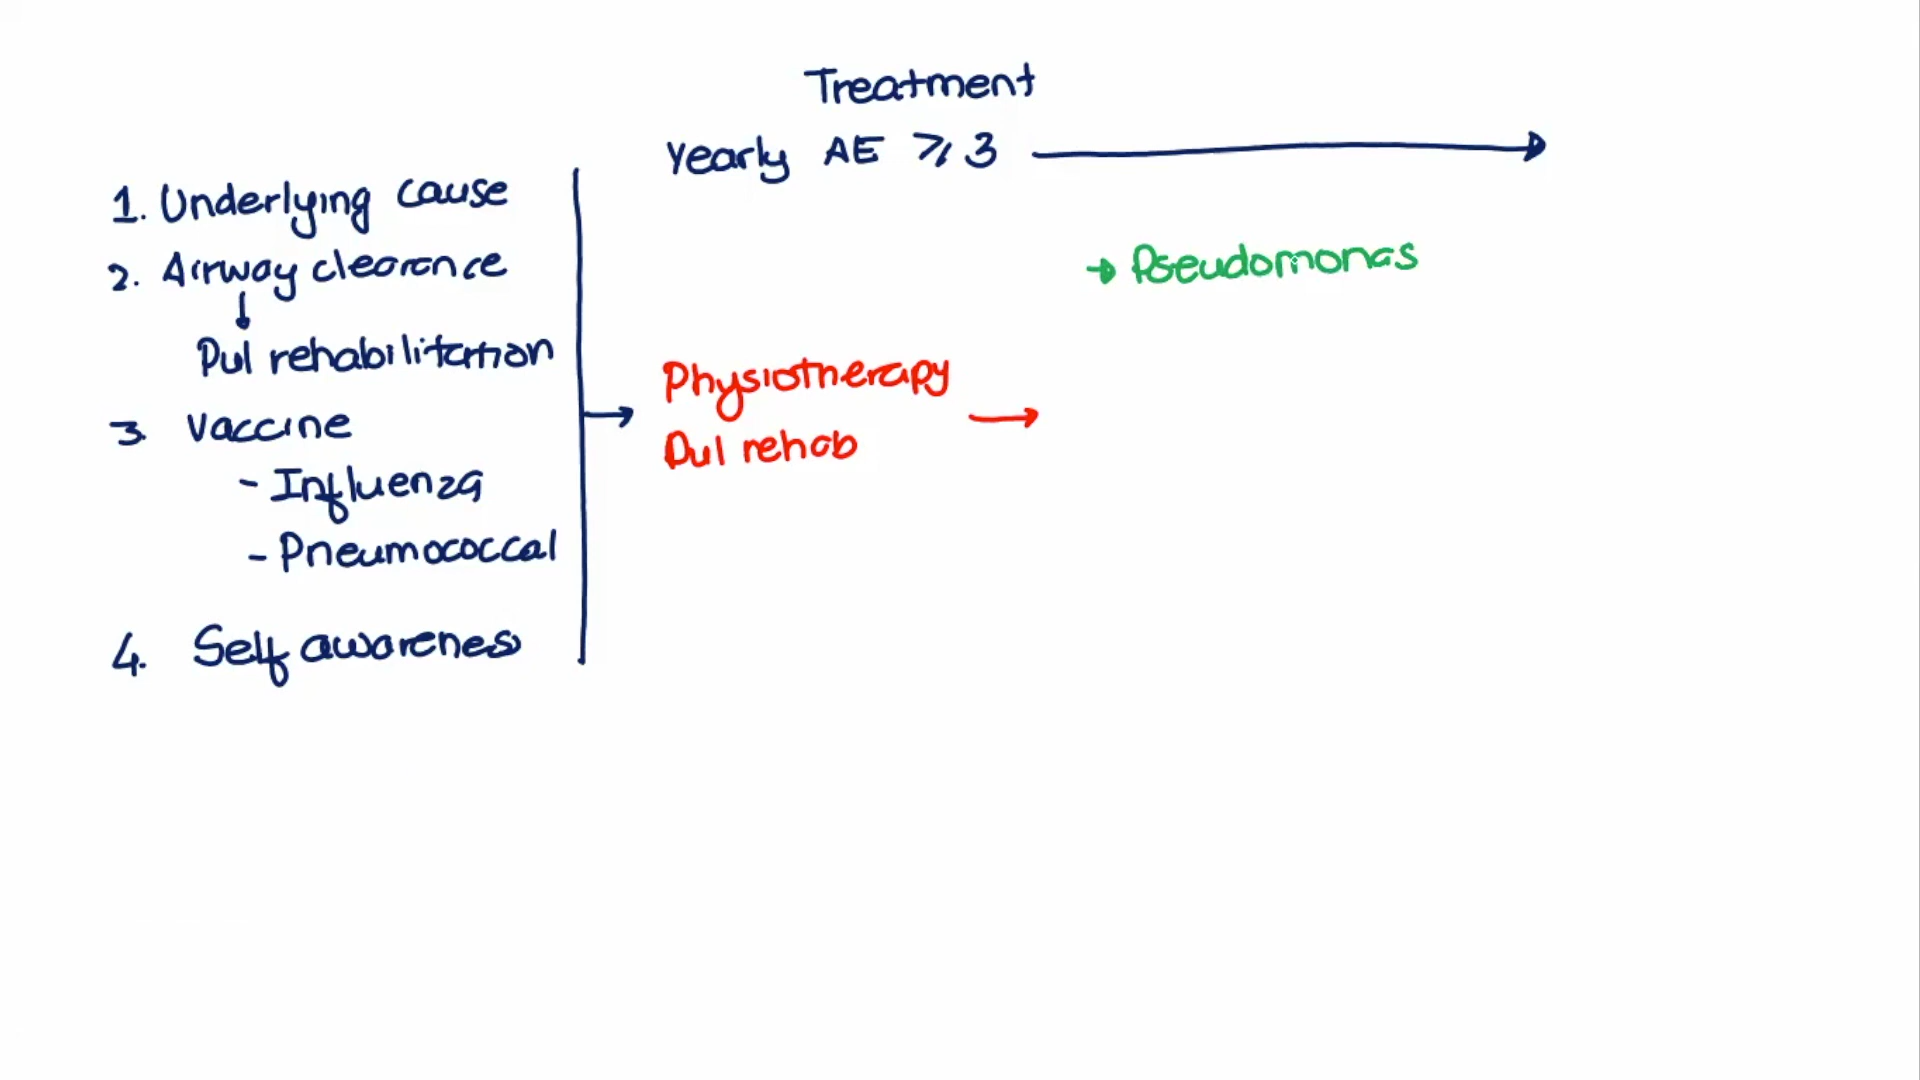 Treatment
Yearly AE ⩾ 3
1. Underlying cause
2. Airway clearance
Pul rehabilitation
3. Vaccine
- Influenza
- Pneumococcal
4. Self awareness
Physiotherapy
Pul rehab
→ Pseudomonas